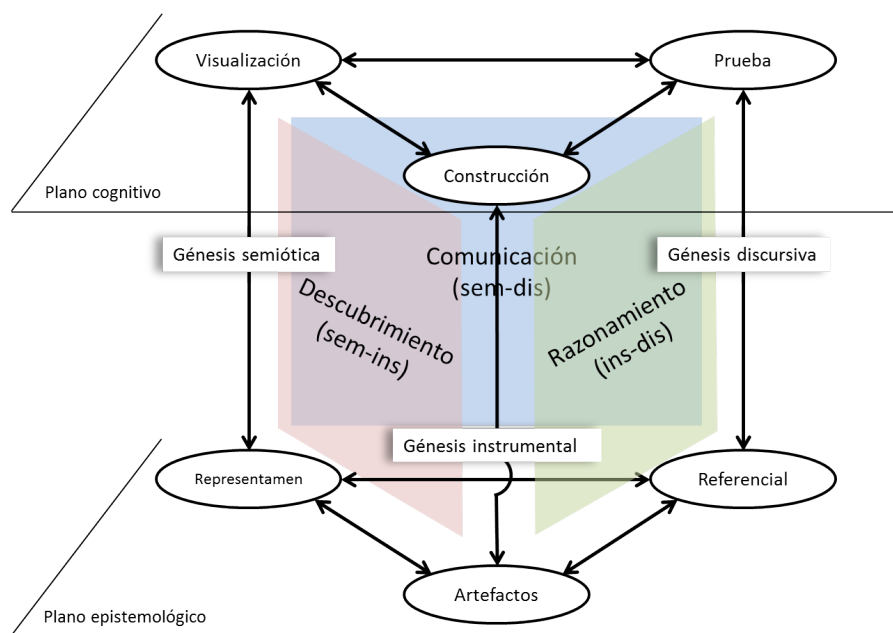 Visualización
Prueba
Construcción
Plano cognitivo
Génesis semiótica
Comunicación
(sem-dis)
Génesis discursiva
Descubrimiento
(sem-ins)
Razonamiento
(ins-dis)
Génesis instrumental
Representamen
Referencial
Artefactos
Plano epistemológico